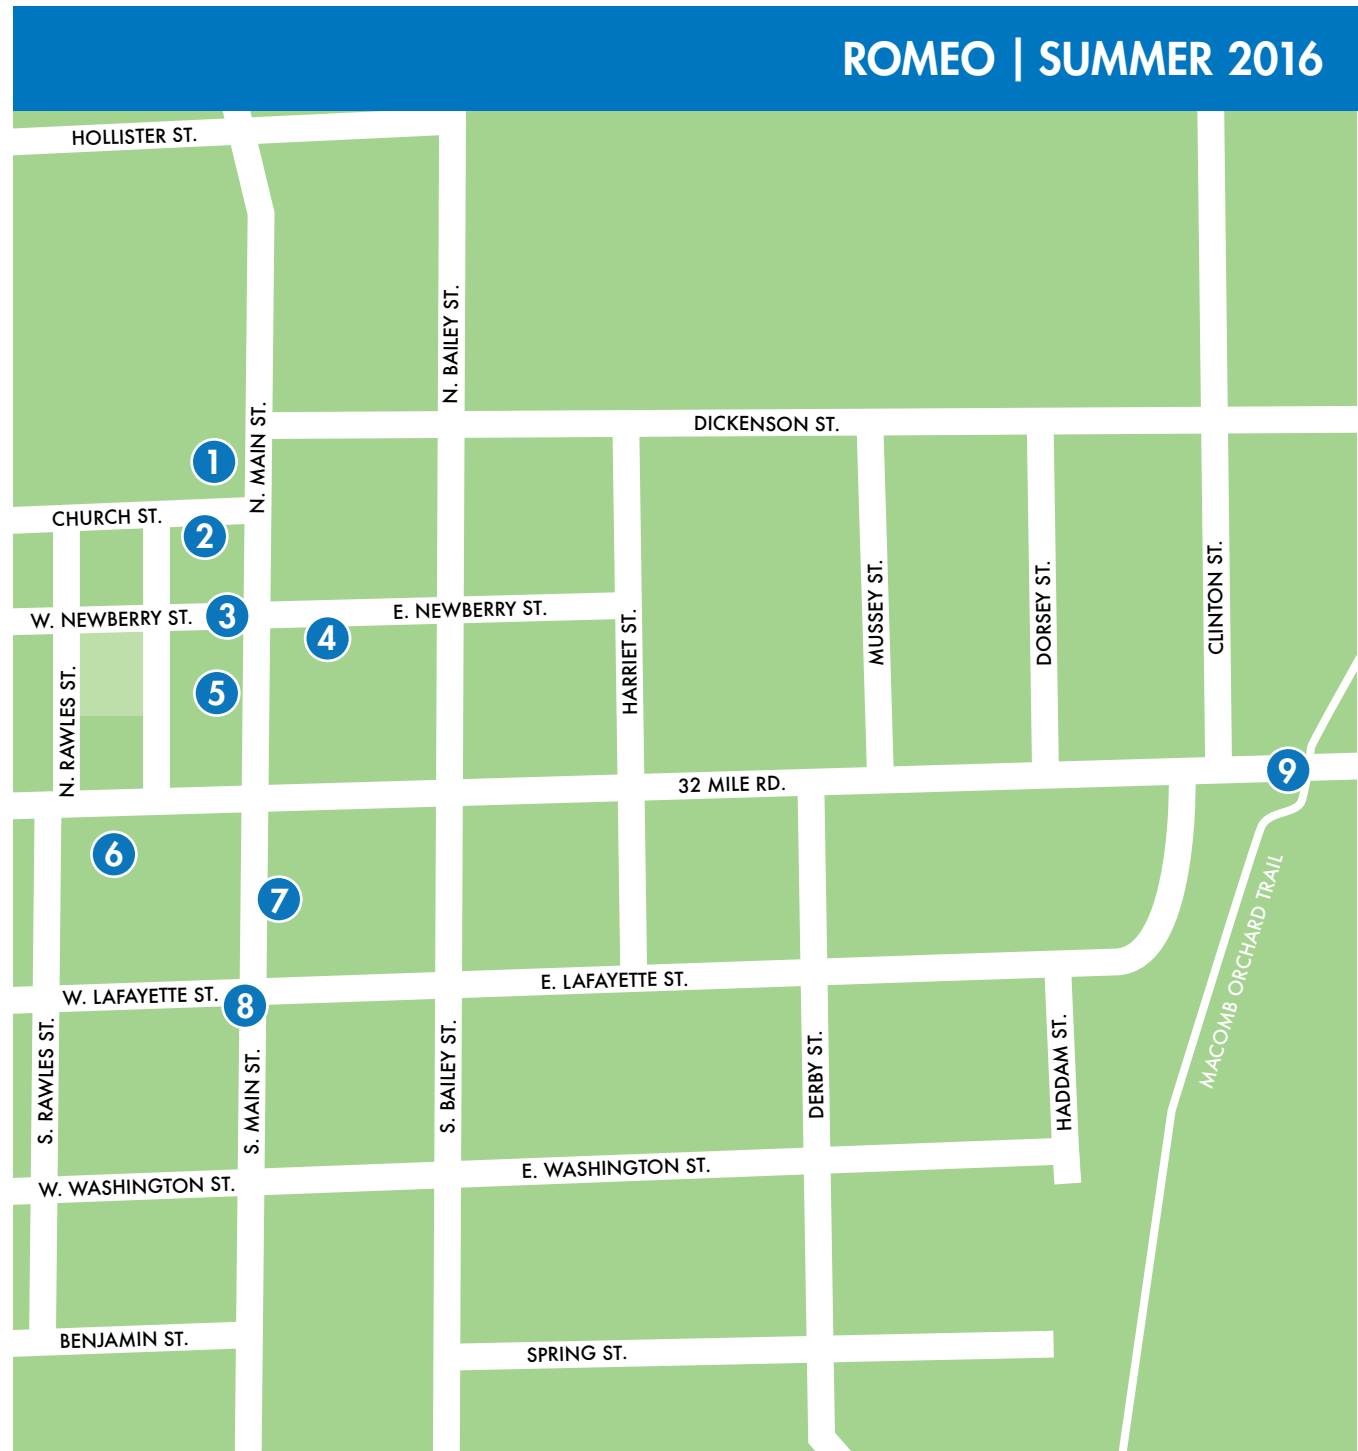 ROMEO | SUMMER 2016
HOLLISTER ST.
N. BAILEY ST.
N. MAIN ST.
DICKENSON ST.
1
CHURCH ST.
2
W. NEWBERRY ST.
3
E. NEWBERRY ST.
4
HARRIET ST.
MUSSEY ST.
DORSEY ST.
CLINTON ST.
N. RAWLES ST.
5
32 MILE RD.
9
6
7
MACOMB ORCHARD TRAIL
W. LAFAYETTE ST.
8
E. LAFAYETTE ST.
S. RAWLES ST.
S. MAIN ST.
S. BAILEY ST.
DERBY ST.
HADDAM ST.
W. WASHINGTON ST.
E. WASHINGTON ST.
BENJAMIN ST.
SPRING ST.